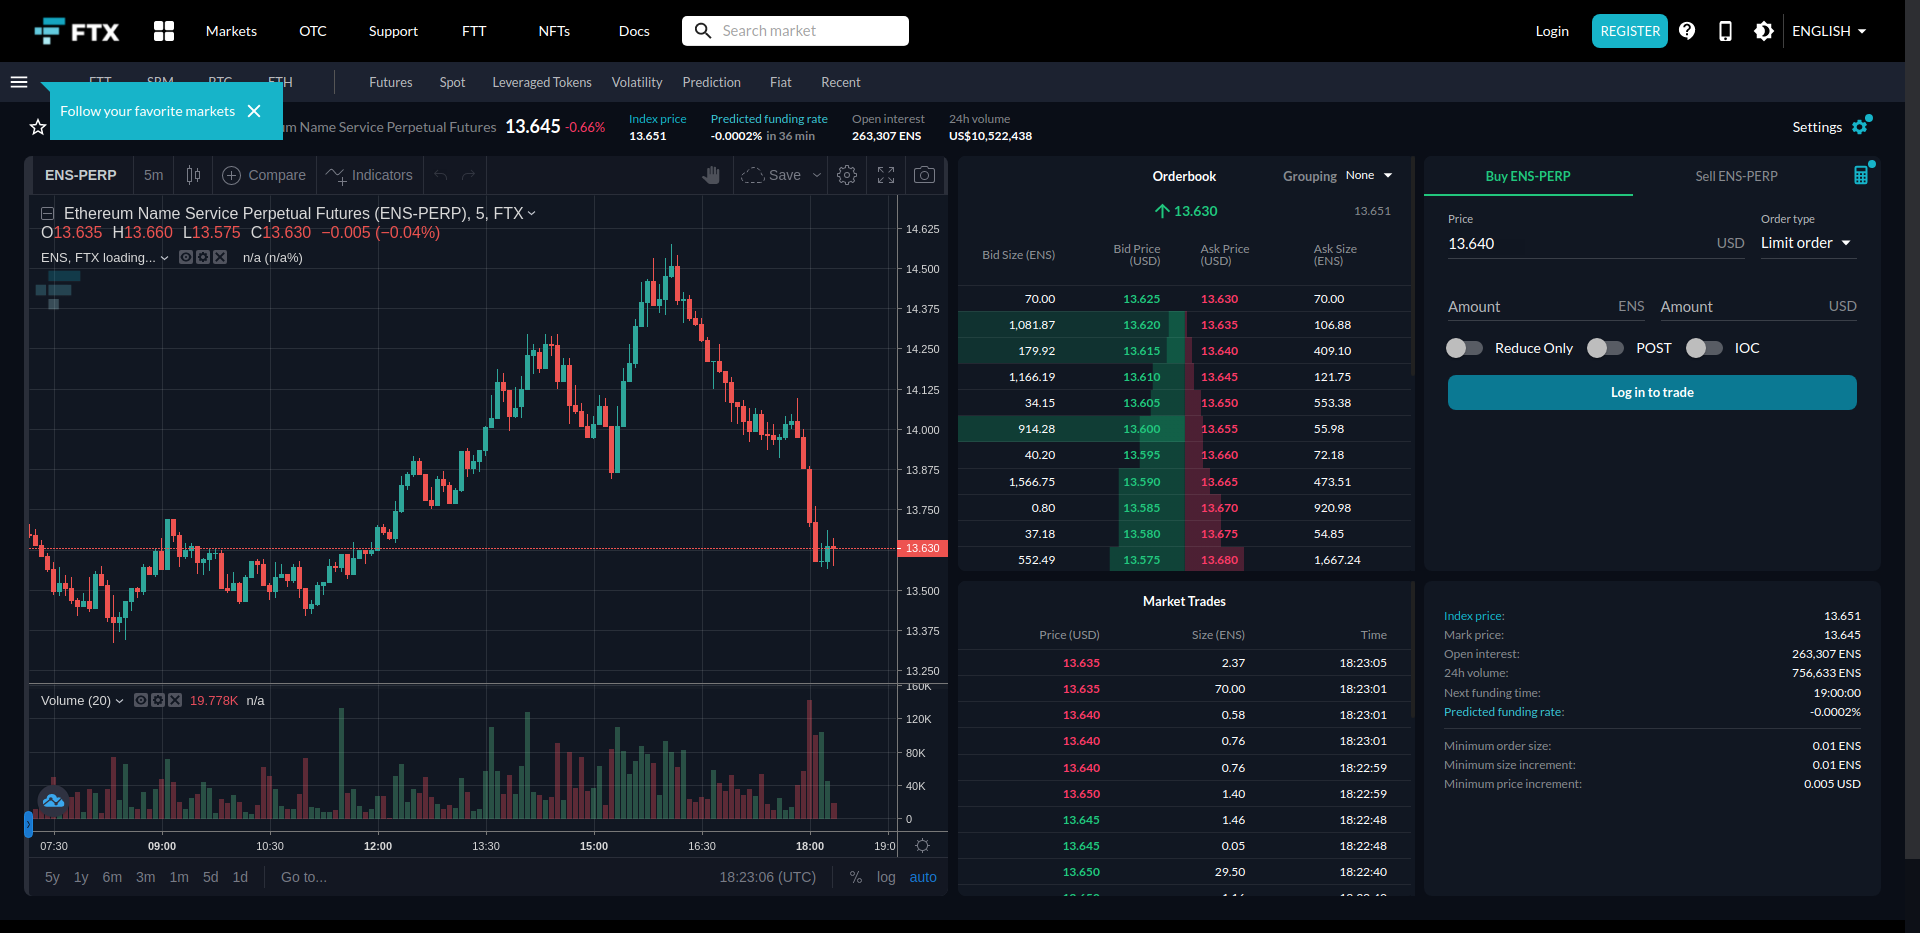 FTX
Markets
OTC
Support
FTT
NFTs
Docs
Search market
Login
REGISTER
ENGLISH
FTT
SRM
BTC
ETH
Futures
Spot
Leveraged Tokens
Volatility
Prediction
Fiat
Recent
Follow your favorite markets
Name Service Perpetual Futures
13.645 -0.66%
Index price
13.651
Predicted funding rate
-0.0002% in 36 min
Open interest
263,307 ENS
24h volume
US$10,522,438
Settings
ENS-PERP
5m
Compare
Indicators
Save
Ethereum Name Service Perpetual Futures (ENS-PERP), 5, FTX
O13.635 H13.660 L13.575 C13.630 −0.005 (−0.04%)
ENS, FTX loading... n/a (n/a%)
14.625
14.500
14.375
14.250
14.125
14.000
13.875
13.750
13.630
13.500
13.375
13.250
Volume (20) 19.778K n/a
160K
120K
80K
40K
0
07:30 09:00 10:30 12:00 13:30 15:00 16:30 18:00 19:0
5y 1y 6m 3m 1m 5d 1d Go to...
18:23:06 (UTC) % log auto
Orderbook
Grouping None
13.630
13.651
Bid Size (ENS) Bid Price (USD) Ask Price (USD) Ask Size (ENS)
70.00 13.625 13.630 70.00
1,081.87 13.620 13.635 106.88
179.92 13.615 13.640 409.10
1,166.19 13.610 13.645 121.75
34.15 13.605 13.650 553.38
914.28 13.600 13.655 55.98
40.20 13.595 13.660 72.18
1,566.75 13.590 13.665 473.51
0.80 13.585 13.670 920.98
37.18 13.580 13.675 54.85
552.49 13.575 13.680 1,667.24
Market Trades
Price (USD) Size (ENS) Time
13.635 2.37 18:23:05
13.635 70.00 18:23:01
13.640 0.58 18:23:01
13.640 0.76 18:23:01
13.640 0.76 18:22:59
13.650 1.40 18:22:59
13.645 1.46 18:22:48
13.645 0.05 18:22:48
13.650 29.50 18:22:40
Buy ENS-PERP
Sell ENS-PERP
Price
13.640 USD
Order type
Limit order
Amount ENS
Amount USD
Reduce Only
POST
IOC
Log in to trade
Index price: 13.651
Mark price: 13.645
Open interest: 263,307 ENS
24h volume: 756,633 ENS
Next funding time: 19:00:00
Predicted funding rate: -0.0002%
Minimum order size: 0.01 ENS
Minimum size increment: 0.01 ENS
Minimum price increment: 0.005 USD